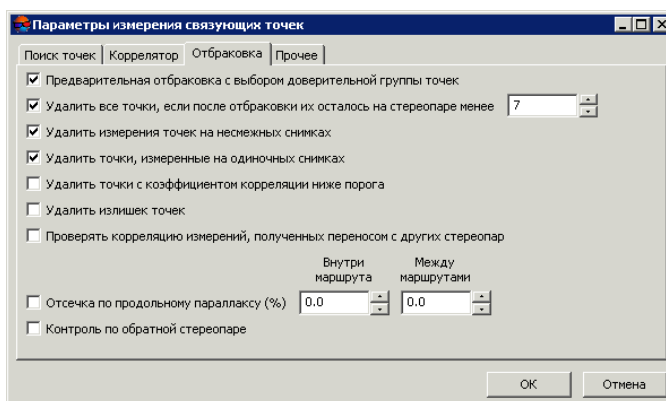 Параметры измерения связующих точек
Поиск точек Коррелятор Отбраковка Прочее
Предварительная отбраковка с выбором доверительной группы точек
Удалить все точки, если после отбраковки их осталось на стереопаре менее 7
Удалить измерения точек на несмежных снимках
Удалить точки, измеренные на одиночных снимках
Удалить точки с коэффициентом корреляции ниже порога
Удалить излишек точек
Проверять корреляцию измерений, полученных переносом с других стереопар
Внутри маршрута Между маршрутами
Отсечка по продольному параллаксу (%) 0.0 0.0
Контроль по обратной стереопаре
OK Отмена